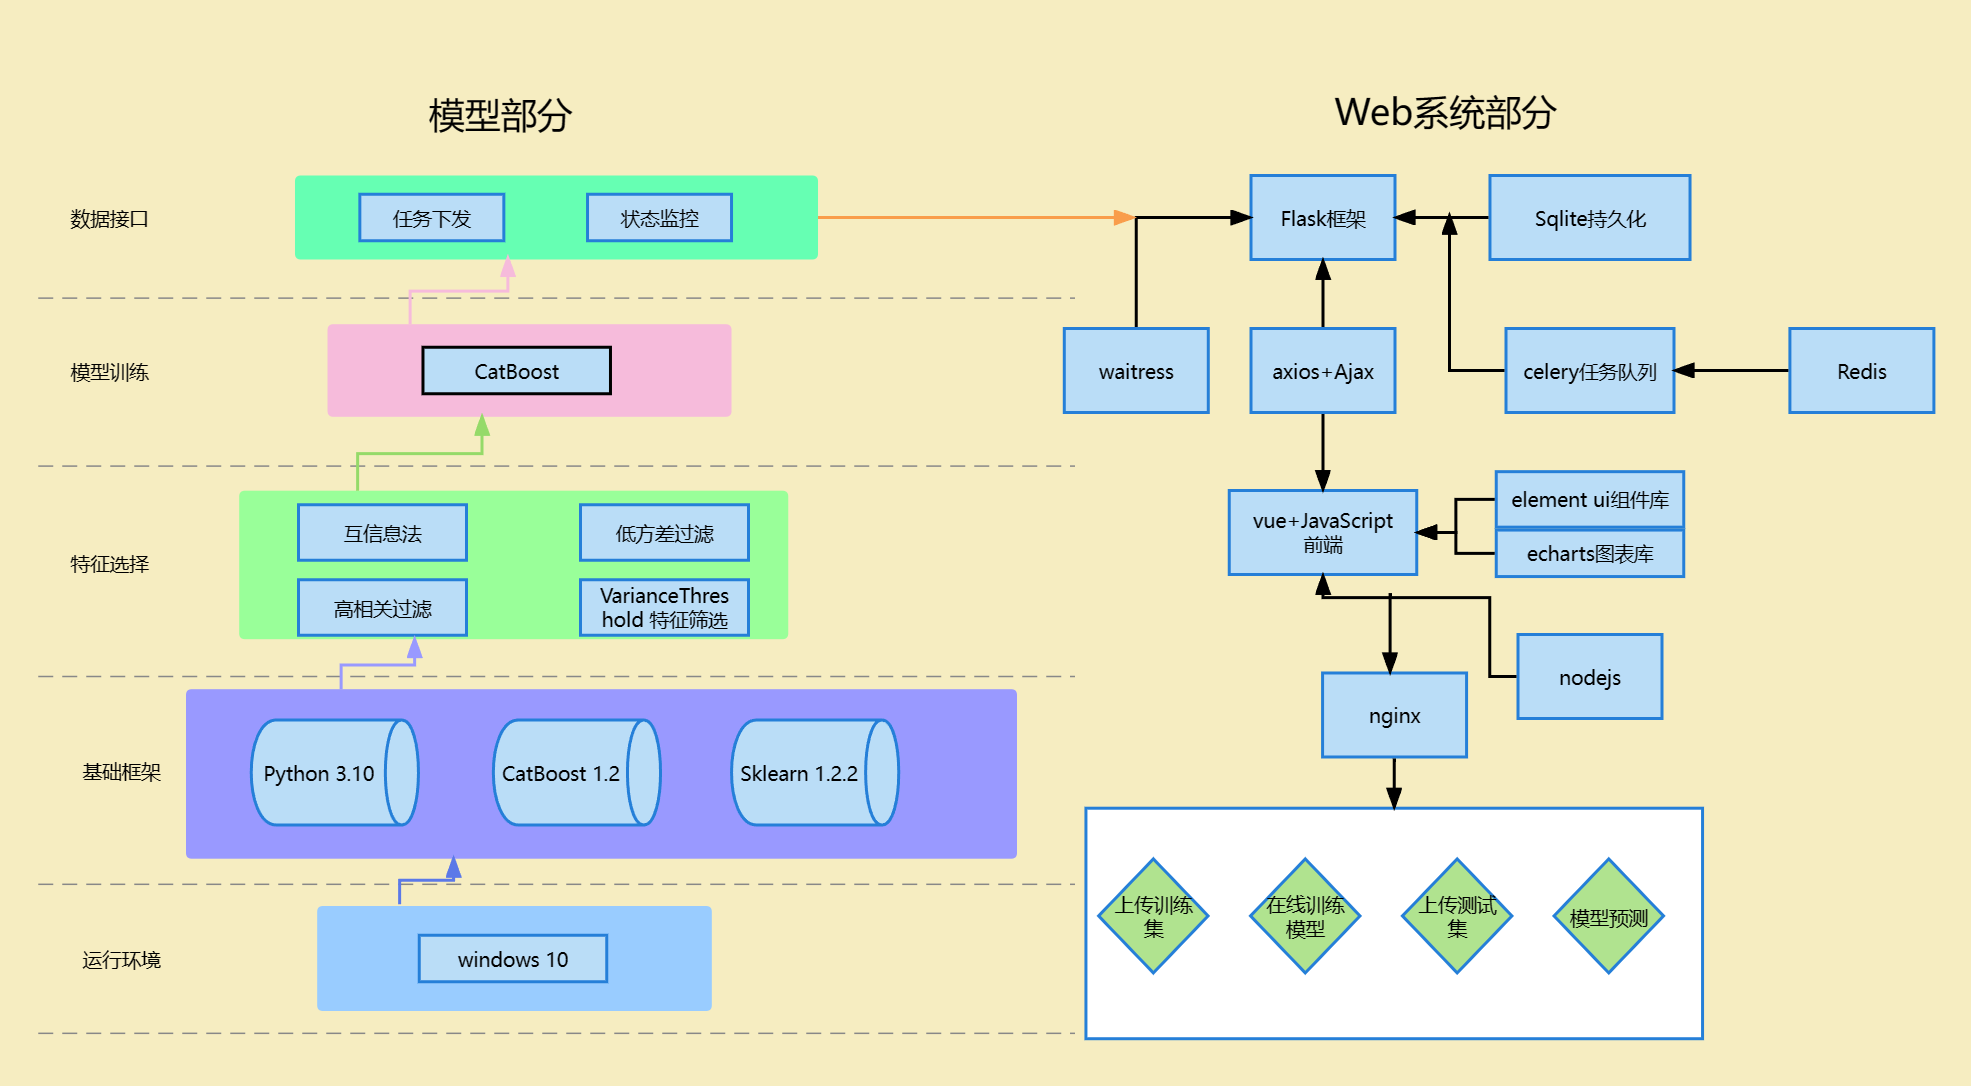 模型部分
数据接口
任务下发
状态监控
模型训练
CatBoost
特征选择
互信息法
低方差过滤
高相关过滤
VarianceThres
hold 特征筛选
基础框架
Python 3.10
CatBoost 1.2
Sklearn 1.2.2
运行环境
windows 10
Web系统部分
Flask框架
Sqlite持久化
waitress
axios+Ajax
celery任务队列
Redis
vue+JavaScript
前端
element ui组件库
echarts图表库
nodejs
nginx
上传训练
集
在线训练
模型
上传测试
集
模型预测